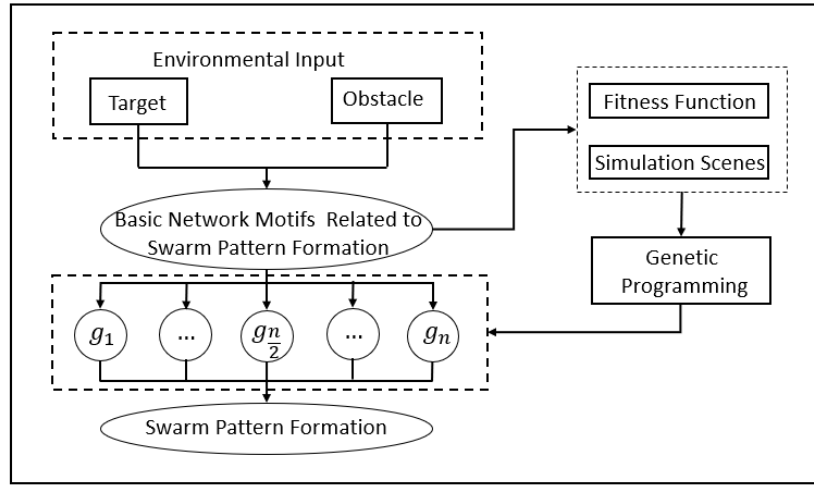 Environmental Input
Target
Obstacle
Fitness Function
Simulation Scenes
Basic Network Motifs Related to
Swarm Pattern Formation
Genetic
Programming
g₁
...
g_{n/2}
...
gₙ
Swarm Pattern Formation